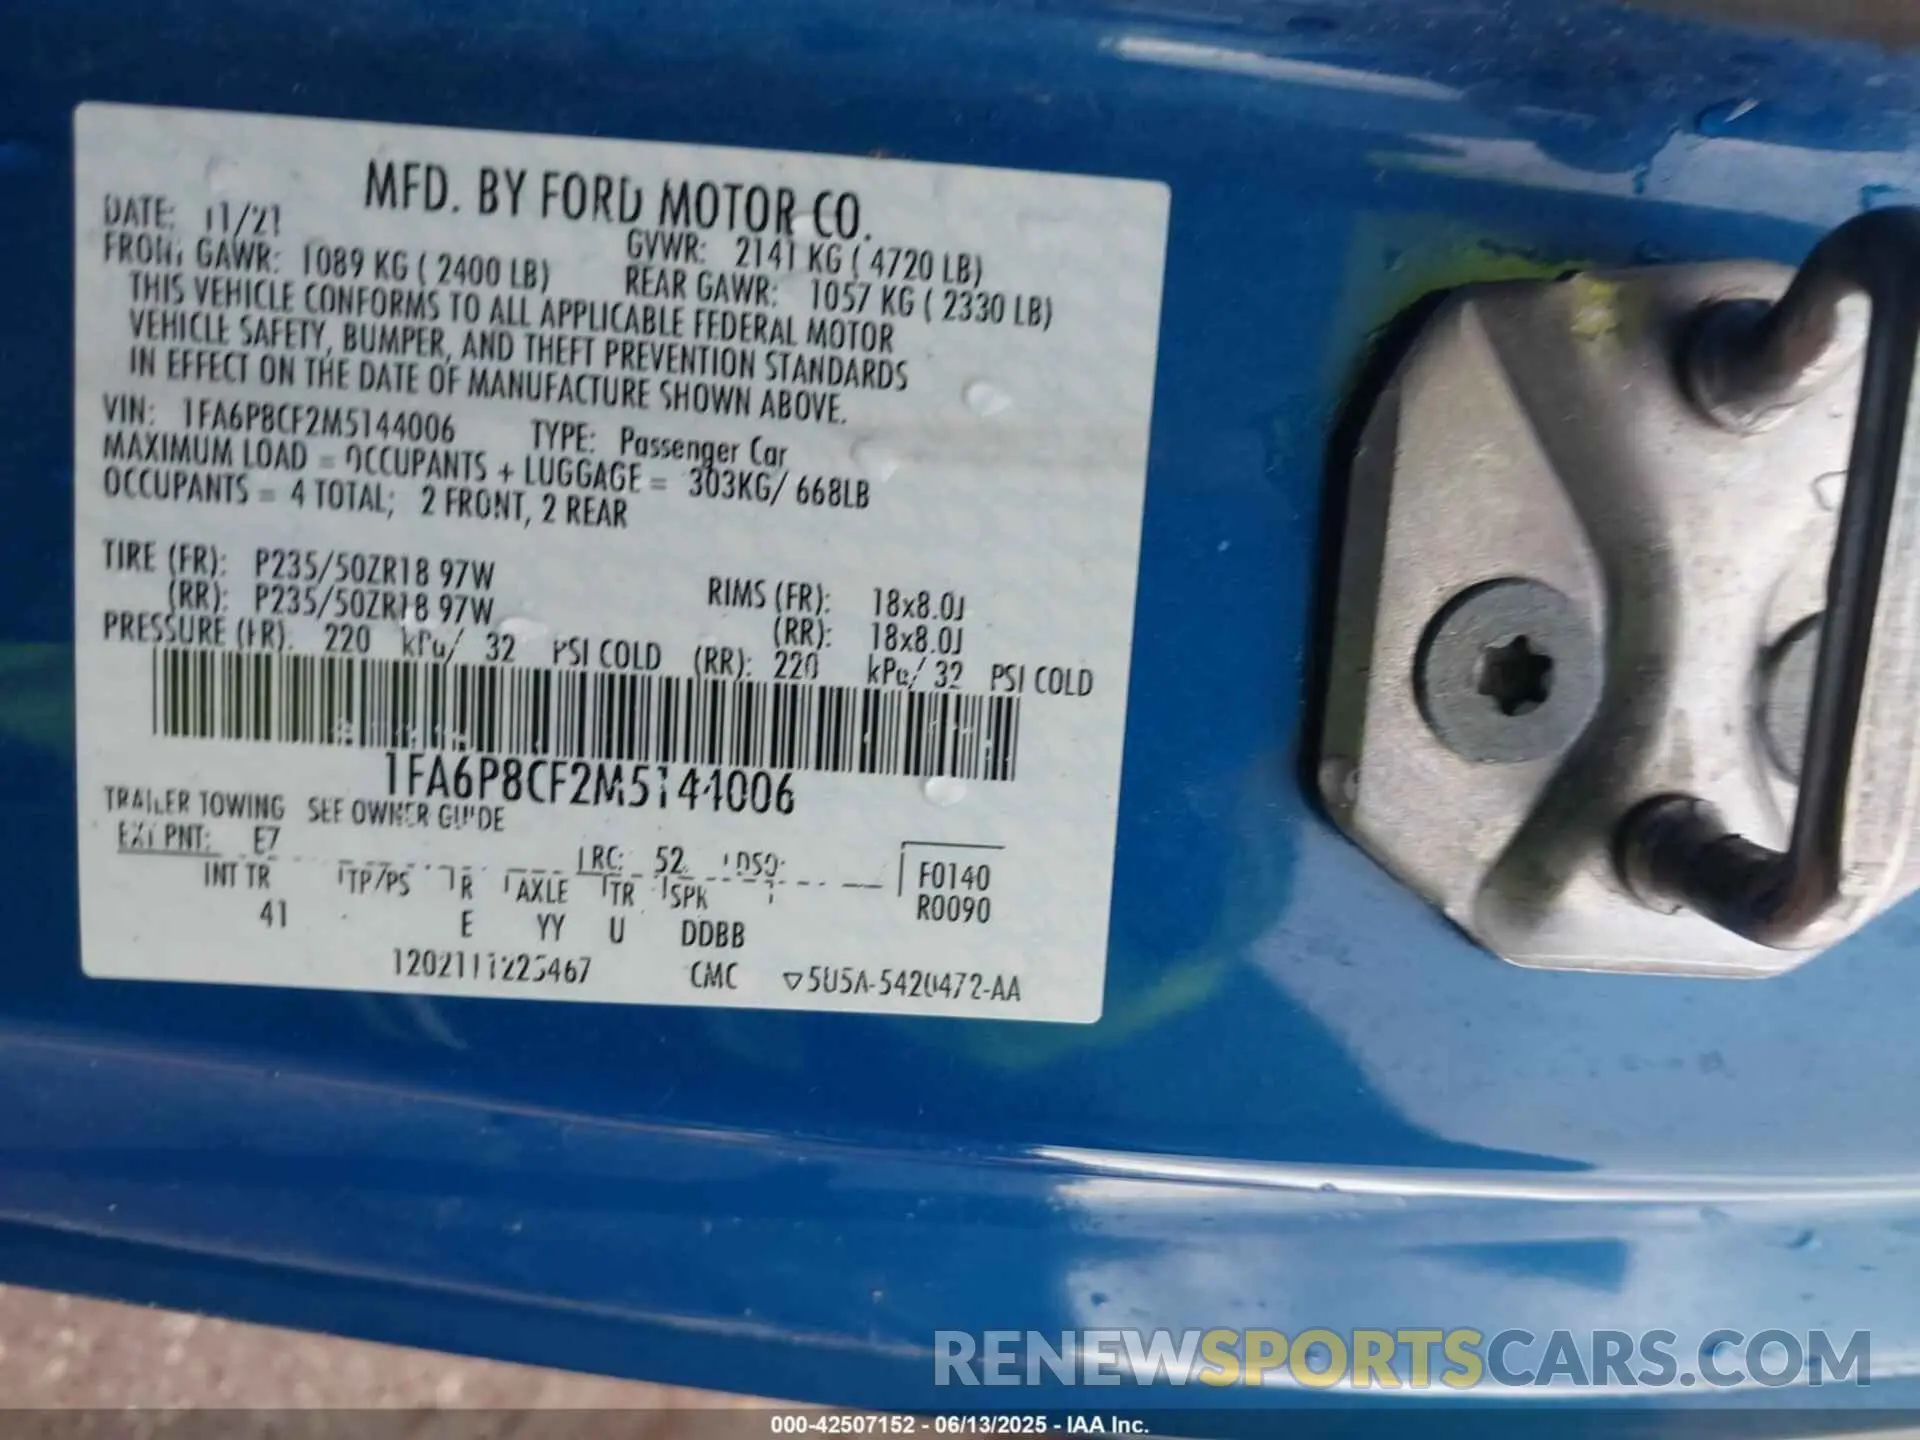 MFD. BY FORD MOTOR CO.
DATE: 11/21 GVWR: 2141 KG ( 4720 LB)
FRONT GAWR: 1089 KG ( 2400 LB) REAR GAWR: 1057 KG ( 2330 LB)
THIS VEHICLE CONFORMS TO ALL APPLICABLE FEDERAL MOTOR
VEHICLE SAFETY, BUMPER, AND THEFT PREVENTION STANDARDS
IN EFFECT ON THE DATE OF MANUFACTURE SHOWN ABOVE.
VIN: 1FA6P8CF2M5144006 TYPE: Passenger Car
MAXIMUM LOAD = OCCUPANTS + LUGGAGE = 303KG/ 668LB
OCCUPANTS = 4 TOTAL; 2 FRONT, 2 REAR
TIRE (FR): P235/50ZR18 97W RIMS (FR): 18x8.0J
(RR): P235/50ZR18 97W (RR): 18x8.0J
PRESSURE (FR): 220 kPa/ 32 PSI COLD (RR): 220 kPa/ 32 PSI COLD
1FA6P8CF2M5144006
TRAILER TOWING SEE OWNER GUIDE
EXT PNT: E7 RC: 52 DSO: F0140
INT TR TP/PS R AXLE TR SPR R0090
41 E YY U DDBB
1202111225467 CMC ▽5U5A-5420472-AA
RENEWSPORTSCARS.COM
000-42507152 - 06/13/2025 - IAA Inc.